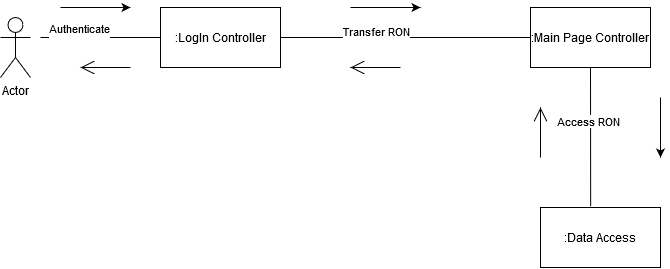 Authenticate
:LogIn Controller
Transfer RON
:Main Page Controller
Actor
Access RON
:Data Access